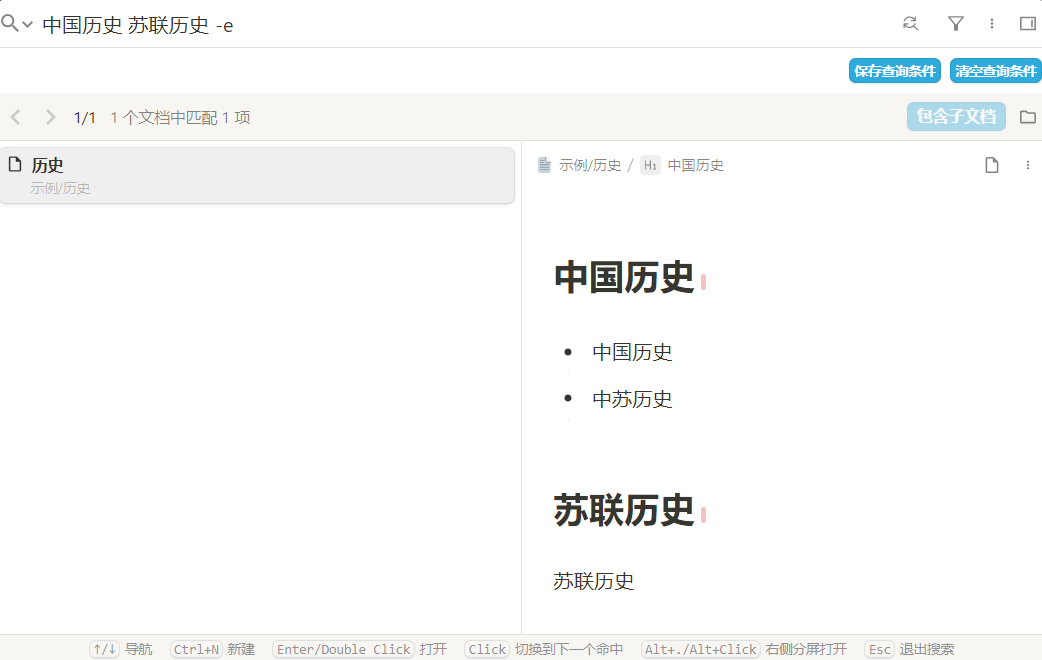 中国历史 苏联历史 -e
保存查询条件 清空查询条件
1/1 1 个文档中匹配 1 项 包含子文档
历史
示例/历史
示例/历史 / H1 中国历史
中国历史
中国历史
中苏历史
苏联历史
苏联历史
↑/↓ 导航 Ctrl+N 新建 Enter/Double Click 打开 Click 切换到下一个命中 Alt+./Alt+Click 右侧分屏打开 Esc 退出搜索